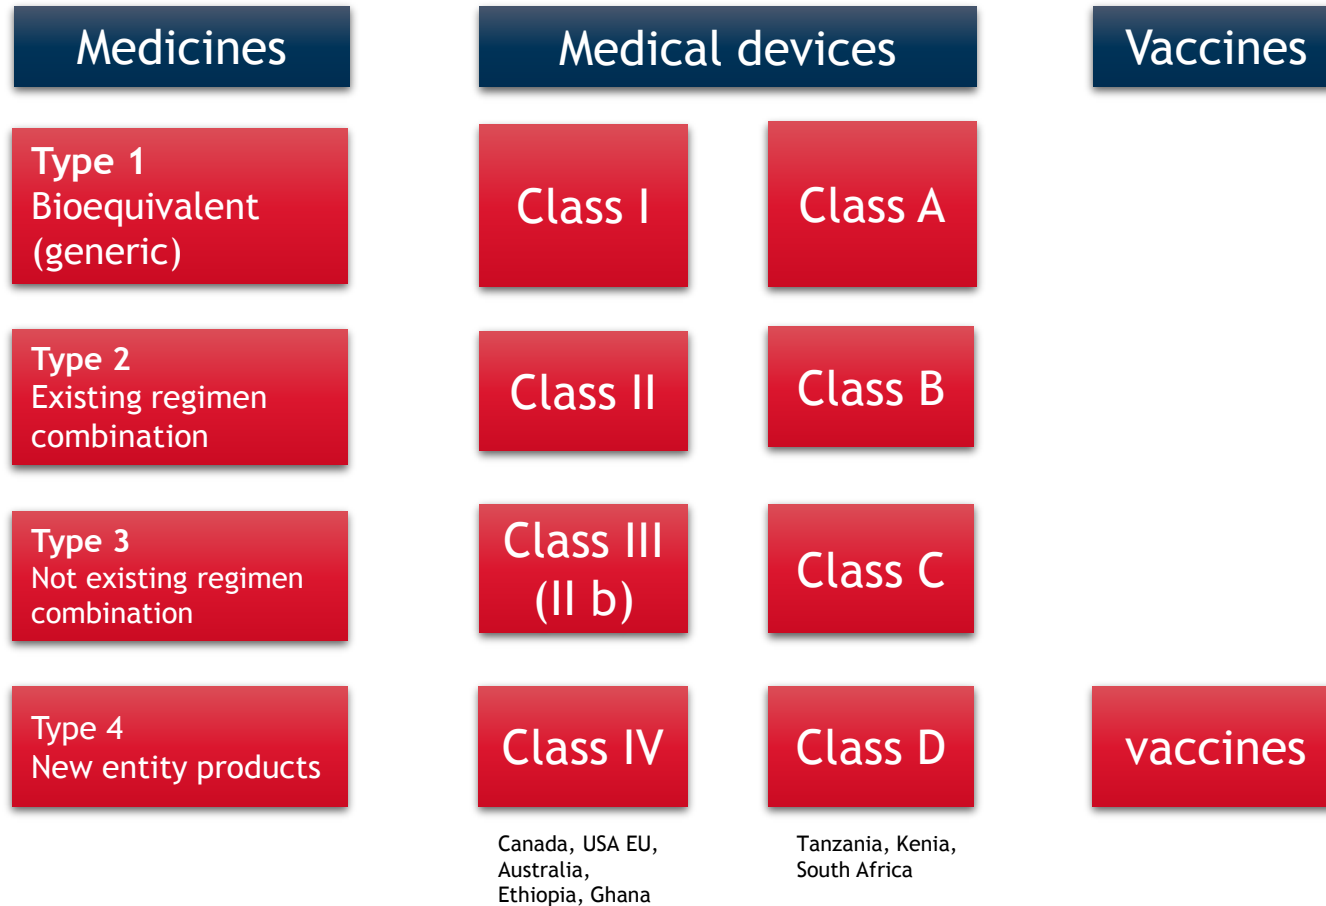 Medicines
Medical devices
Vaccines
Type 1
Bioequivalent
(generic)
Class I
Class A
Type 2
Existing regimen
combination
Class II
Class B
Type 3
Not existing regimen
combination
Class III
(II b)
Class C
Type 4
New entity products
Class IV
Class D
vaccines
Canada, USA EU,
Australia,
Ethiopia, Ghana
Tanzania, Kenia,
South Africa